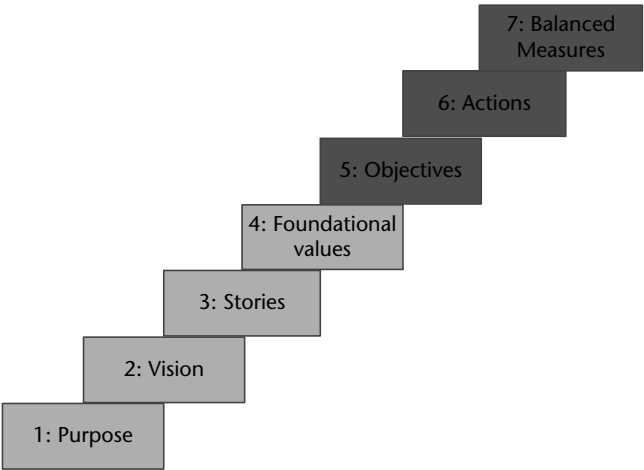 7: Balanced
Measures
6: Actions
5: Objectives
4: Foundational
values
3: Stories
2: Vision
1: Purpose